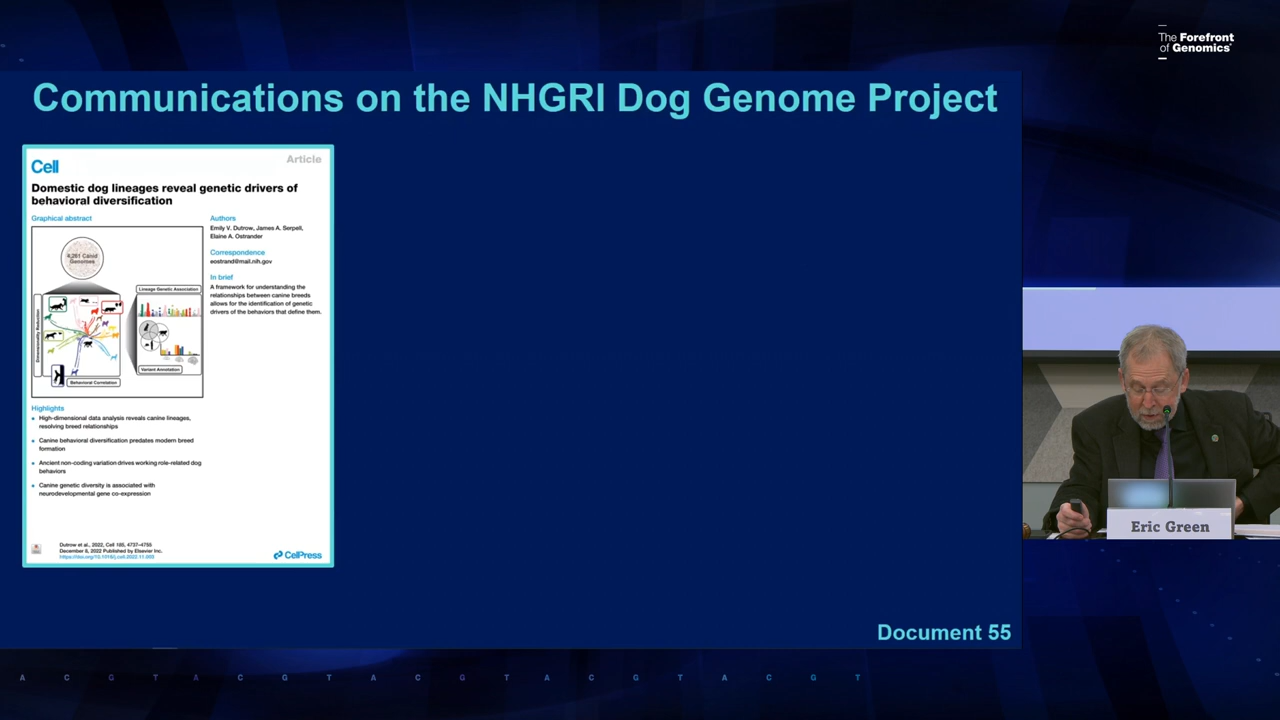 The Forefront
of Genomics®
Communications on the NHGRI Dog Genome Project
Cell
Article
Domestic dog lineages reveal genetic drivers of
behavioral diversification
Graphical abstract
4,261 Canid
Genomes
Dimensionality Reduction
Behavioral Correlation
Lineage Genetic Association
Variant Annotation
Authors
Emily V. Dutrow, James A. Serpell,
Elaine A. Ostrander
Correspondence
eostrand@mail.nih.gov
In brief
A framework for understanding the
relationships between canine breeds
allows for the identification of genetic
drivers of the behaviors that define them.
Highlights
High-dimensional data analysis reveals canine lineages,
resolving breed relationships
Canine behavioral diversification predates modern breed
formation
Ancient non-coding variation drives working role-related dog
behaviors
Canine genetic diversity is associated with
neurodevelopmental gene co-expression
Dutrow et al., 2022, Cell 185, 4737–4755
December 8, 2022 Published by Elsevier Inc.
https://doi.org/10.1016/j.cell.2022.11.003
CellPress
Eric Green
Document 55
A C G T A C G T A C G T A C G T A C G T